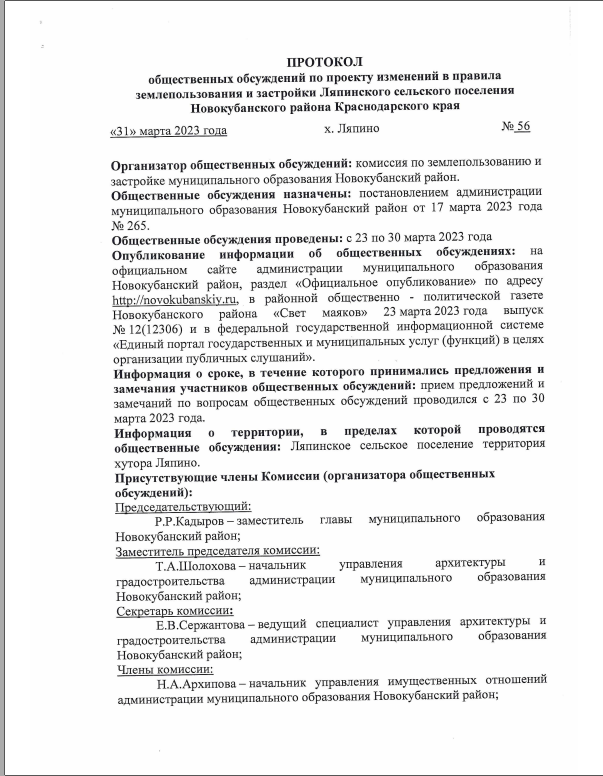 ПРОТОКОЛ
общественных обсуждений по проекту изменений в правила
землепользования и застройки Ляпинского сельского поселения
Новокубанского района Краснодарского края
«31» марта 2023 года х. Ляпино № 56
Организатор общественных обсуждений: комиссия по землепользованию и
застройке муниципального образования Новокубанский район.
Общественные обсуждения назначены: постановлением администрации
муниципального образования Новокубанский район от 17 марта 2023 года
№ 265.
Общественные обсуждения проведены: с 23 по 30 марта 2023 года
Опубликование информации об общественных обсуждениях: на
официальном сайте администрации муниципального образования
Новокубанский район, раздел «Официальное опубликование» по адресу
http://novokubanskiy.ru, в районной общественно - политической газете
Новокубанского района «Свет маяков» 23 марта 2023 года выпуск
№ 12(12306) и в федеральной государственной информационной системе
«Единый портал государственных и муниципальных услуг (функций) в целях
организации публичных слушаний».
Информация о сроке, в течение которого принимались предложения и
замечания участников общественных обсуждений: прием предложений и
замечаний по вопросам общественных обсуждений проводился с 23 по 30
марта 2023 года.
Информация о территории, в пределах которой проводятся
общественные обсуждения: Ляпинское сельское поселение территория
хутора Ляпино.
Присутствующие члены Комиссии (организатора общественных
обсуждений):
Председательствующий:
Р.Р.Кадыров – заместитель главы муниципального образования
Новокубанский район;
Заместитель председателя комиссии:
Т.А.Шолохова – начальник управления архитектуры и
градостроительства администрации муниципального образования
Новокубанский район;
Секретарь комиссии:
Е.В.Сержантова – ведущий специалист управления архитектуры и
градостроительства администрации муниципального образования
Новокубанский район;
Члены комиссии:
Н.А.Архипова – начальник управления имущественных отношений
администрации муниципального образования Новокубанский район;